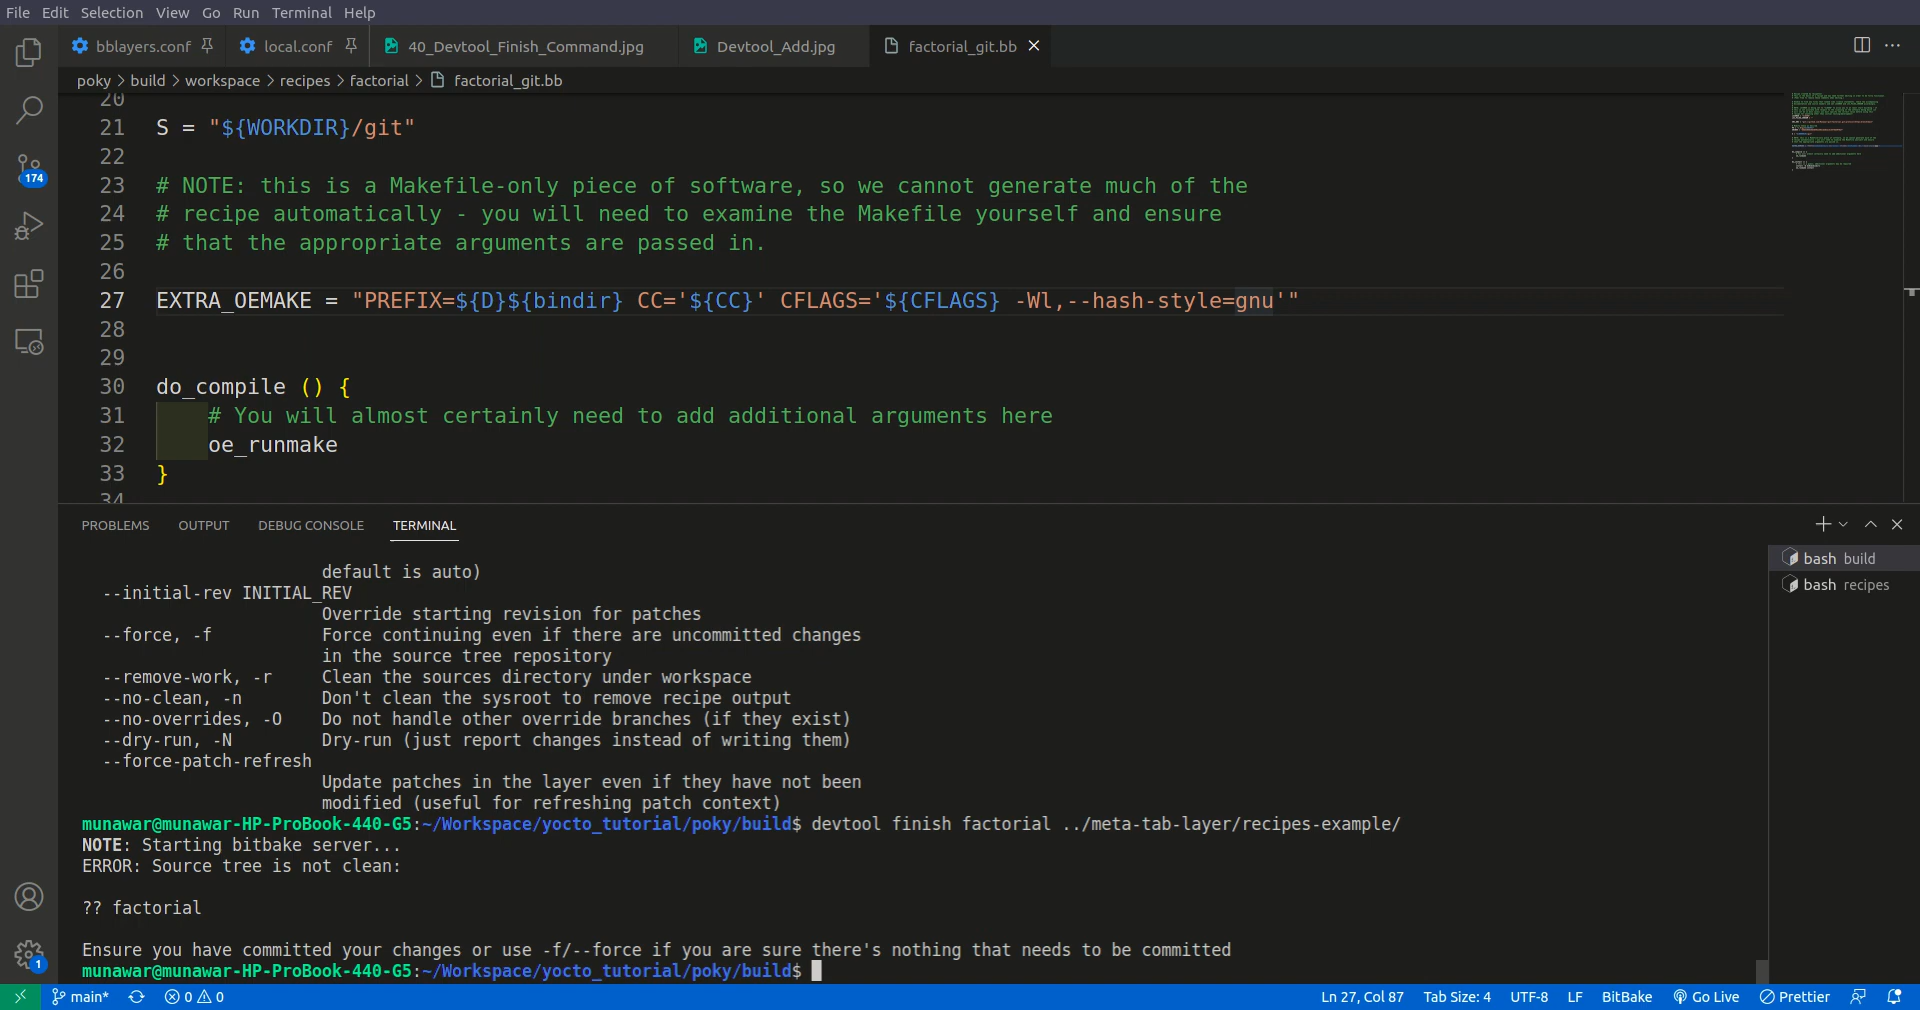 File Edit Selection View Go Run Terminal Help
bblayers.conf local.conf 40_Devtool_Finish_Command.jpg Devtool_Add.jpg factorial_git.bb
poky > build > workspace > recipes > factorial > factorial_git.bb
20
21 S = "${WORKDIR}/git"
22
23 # NOTE: this is a Makefile-only piece of software, so we cannot generate much of the
24 # recipe automatically - you will need to examine the Makefile yourself and ensure
25 # that the appropriate arguments are passed in.
26
27 EXTRA_OEMAKE = "PREFIX=${D}${bindir} CC='${CC}' CFLAGS='${CFLAGS} -Wl,--hash-style=gnu'"
28
29
30 do_compile () {
31 # You will almost certainly need to add additional arguments here
32 oe_runmake
33 }
34
174
PROBLEMS OUTPUT DEBUG CONSOLE TERMINAL
bash build
bash recipes
default is auto)
--initial-rev INITIAL_REV
Override starting revision for patches
--force, -f Force continuing even if there are uncommitted changes
in the source tree repository
--remove-work, -r Clean the sources directory under workspace
--no-clean, -n Don't clean the sysroot to remove recipe output
--no-overrides, -O Do not handle other override branches (if they exist)
--dry-run, -N Dry-run (just report changes instead of writing them)
--force-patch-refresh
Update patches in the layer even if they have not been
modified (useful for refreshing patch context)
munawar@munawar-HP-ProBook-440-G5:~/Workspace/yocto_tutorial/poky/build$ devtool finish factorial ../meta-tab-layer/recipes-example/
NOTE: Starting bitbake server...
ERROR: Source tree is not clean:
?? factorial
Ensure you have committed your changes or use -f/--force if you are sure there's nothing that needs to be committed
munawar@munawar-HP-ProBook-440-G5:~/Workspace/yocto_tutorial/poky/build$
1
main* 0 0 Ln 27, Col 87 Tab Size: 4 UTF-8 LF BitBake Go Live Prettier